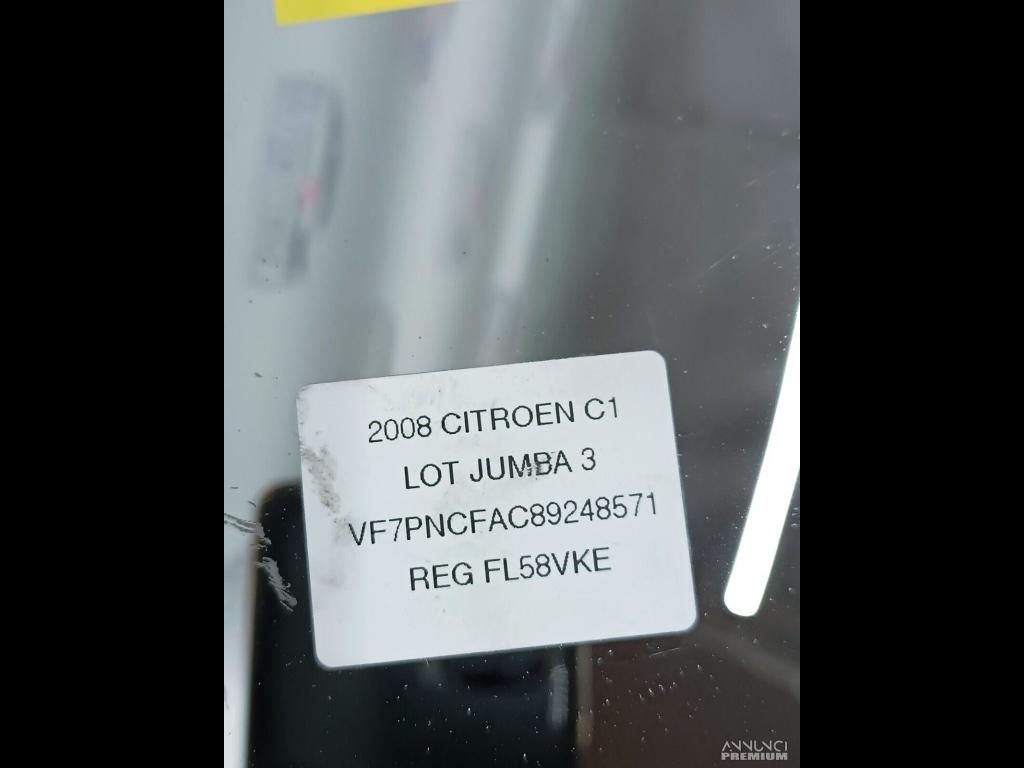 2008 CITROEN C1
LOT JUMBA 3
VF7PNCFAC89248571
REG FL58VKE
ANNUNCI
PREMIUM